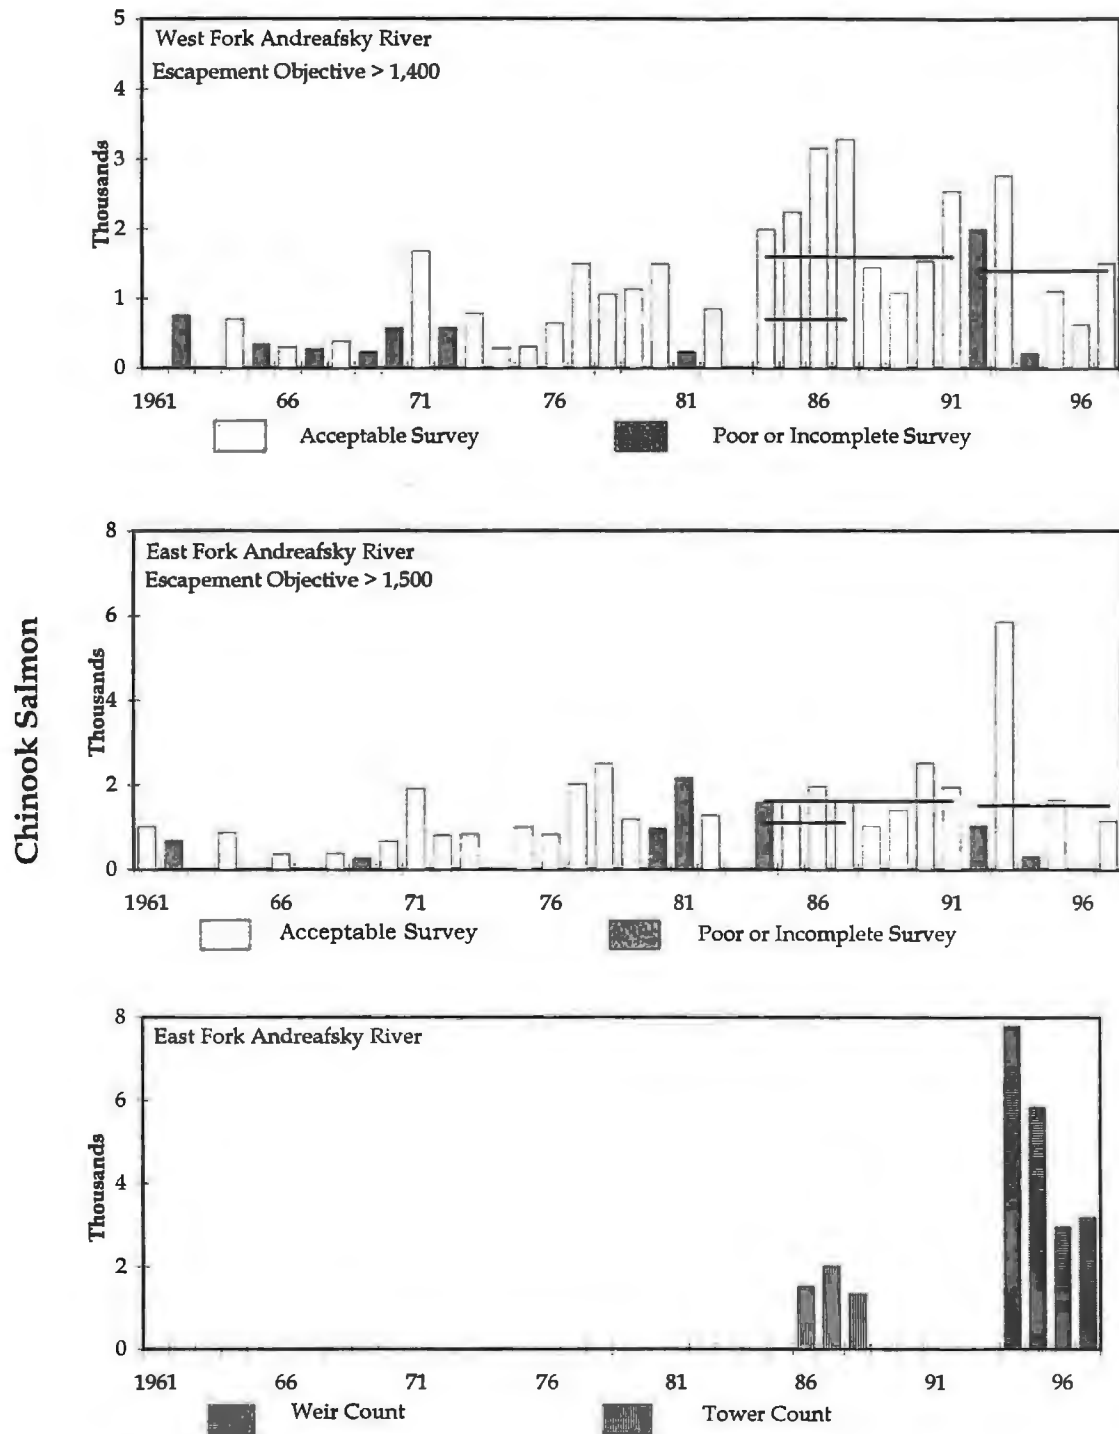 Chinook Salmon
West Fork Andreafsky River
Escapement Objective > 1,400
Thousands
5
4
3
2
1
0
1961 66 71 76 81 86 91 96
Acceptable Survey Poor or Incomplete Survey
East Fork Andreafsky River
Escapement Objective > 1,500
Thousands
8
6
4
2
0
1961 66 71 76 81 86 91 96
Acceptable Survey Poor or Incomplete Survey
East Fork Andreafsky River
Thousands
8
6
4
2
0
1961 66 71 76 81 86 91 96
Weir Count Tower Count